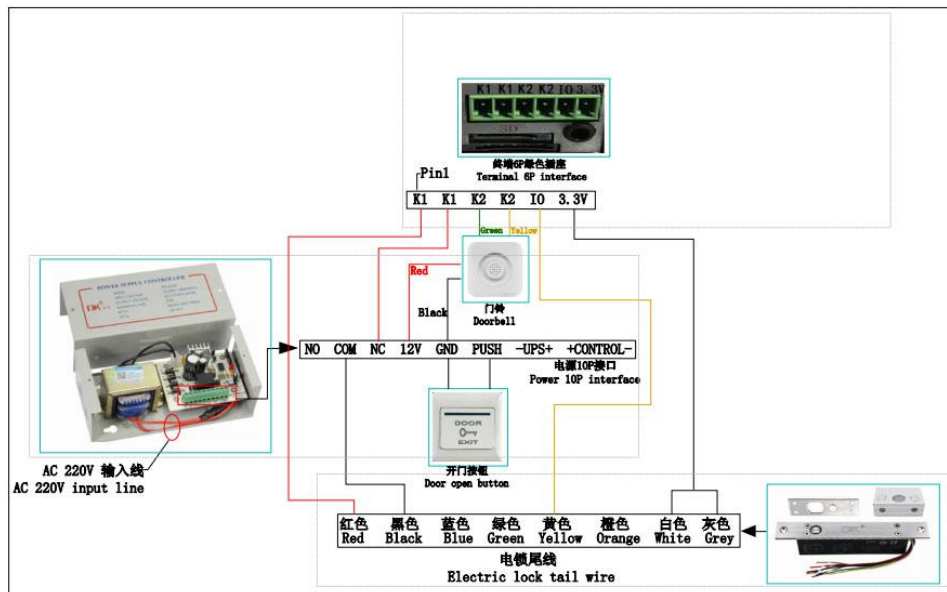 K1 K1 K2 K2 IO 3.3V
SD
终端6P绿色插座
Terminal 6P interface
Pin1
K1 K1 K2 K2 IO 3.3V
Green Yellow
Red
门铃
Doorbell
Black
POWER SUPPLY CONTROLLER
NO COM NC 12V GND PUSH -UPS+ +CONTROL-
电源10P接口
Power 10P interface
DOOR
EXIT
开门按钮
Door open button
AC 220V 输入线
AC 220V input line
红色 黑色 蓝色 绿色 黄色 橙色 白色 灰色
Red Black Blue Green Yellow Orange White Grey
电锁尾线
Electric lock tail wire